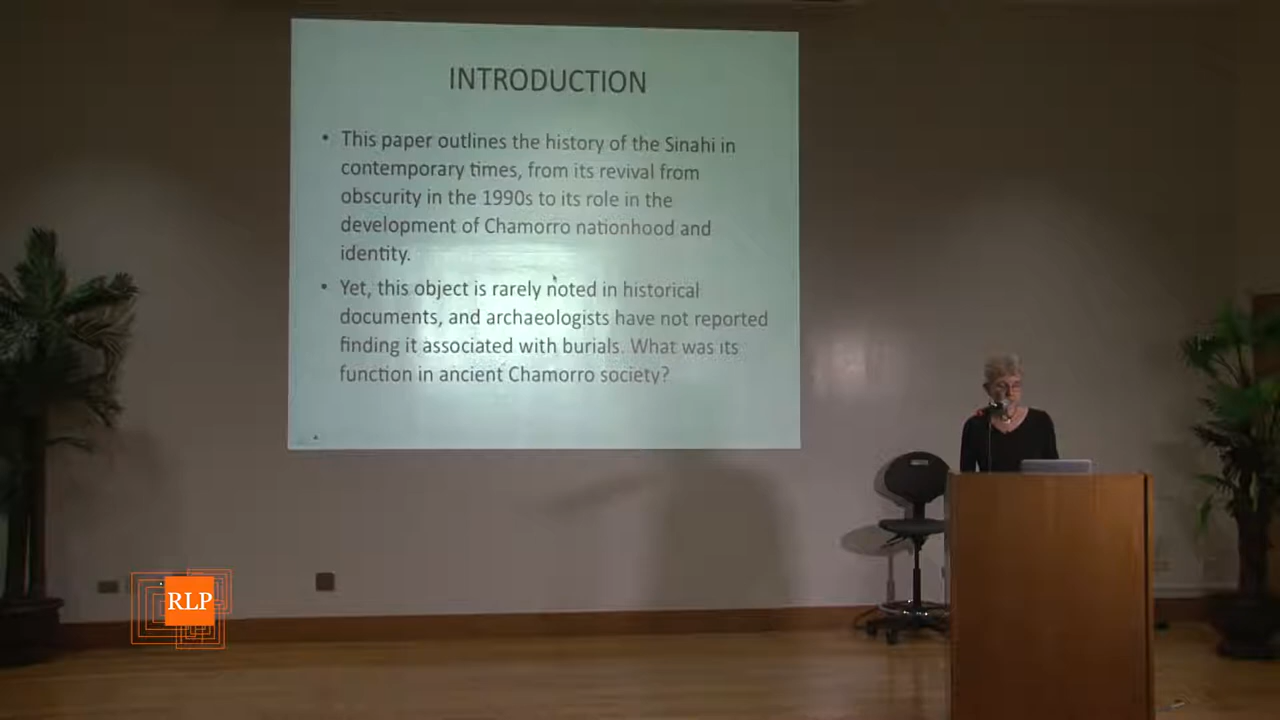 INTRODUCTION
• This paper outlines the history of the Sinahi in
contemporary times, from its revival from
obscurity in the 1990s to its role in the
development of Chamorro nationhood and
identity.
• Yet, this object is rarely noted in historical
documents, and archaeologists have not reported
finding it associated with burials. What was its
function in ancient Chamorro society?
RLP